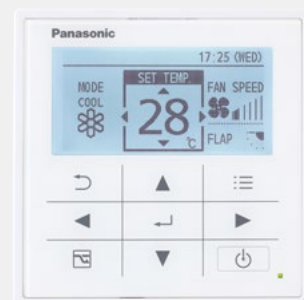 Panasonic
17:25 (WED)
MODE
COOL
SET TEMP.
28
°C
FAN SPEED
FLAP